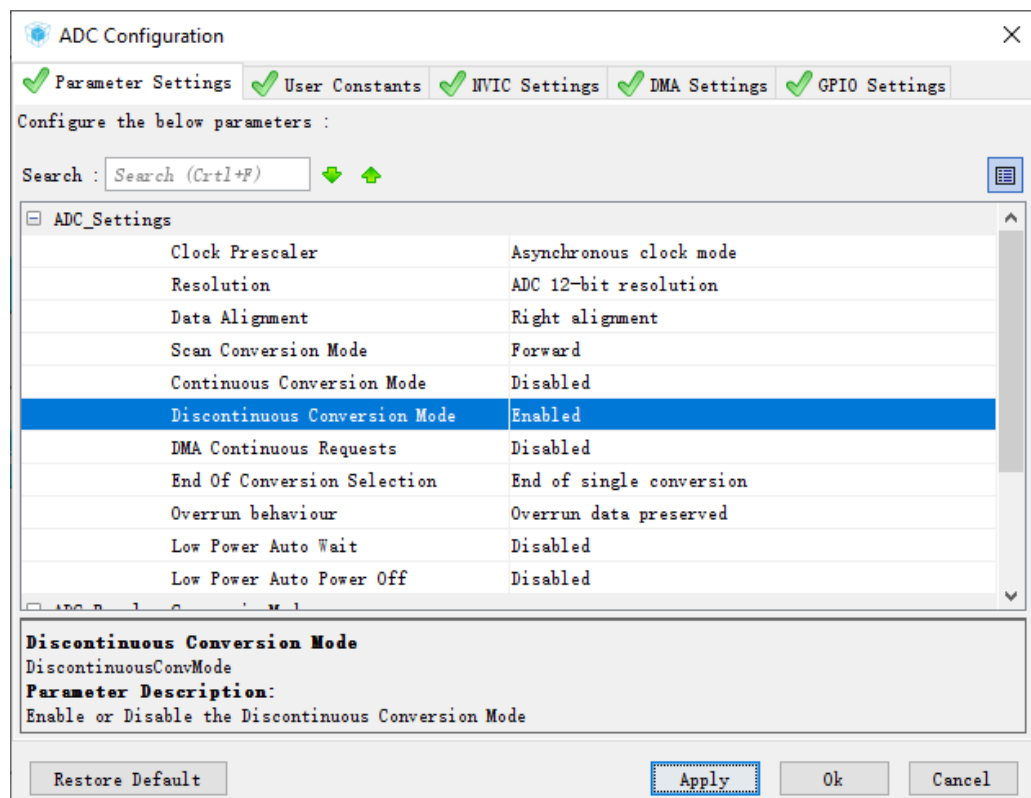 ADC Configuration
Parameter Settings User Constants NVIC Settings DMA Settings GPIO Settings
Configure the below parameters :
Search : Search (Crtl+F)
ADC_Settings
Clock Prescaler Asynchronous clock mode
Resolution ADC 12-bit resolution
Data Alignment Right alignment
Scan Conversion Mode Forward
Continuous Conversion Mode Disabled
Discontinuous Conversion Mode Enabled
DMA Continuous Requests Disabled
End Of Conversion Selection End of single conversion
Overrun behaviour Overrun data preserved
Low Power Auto Wait Disabled
Low Power Auto Power Off Disabled
Discontinuous Conversion Mode
DiscontinuousConvMode
Parameter Description:
Enable or Disable the Discontinuous Conversion Mode
Restore Default Apply Ok Cancel